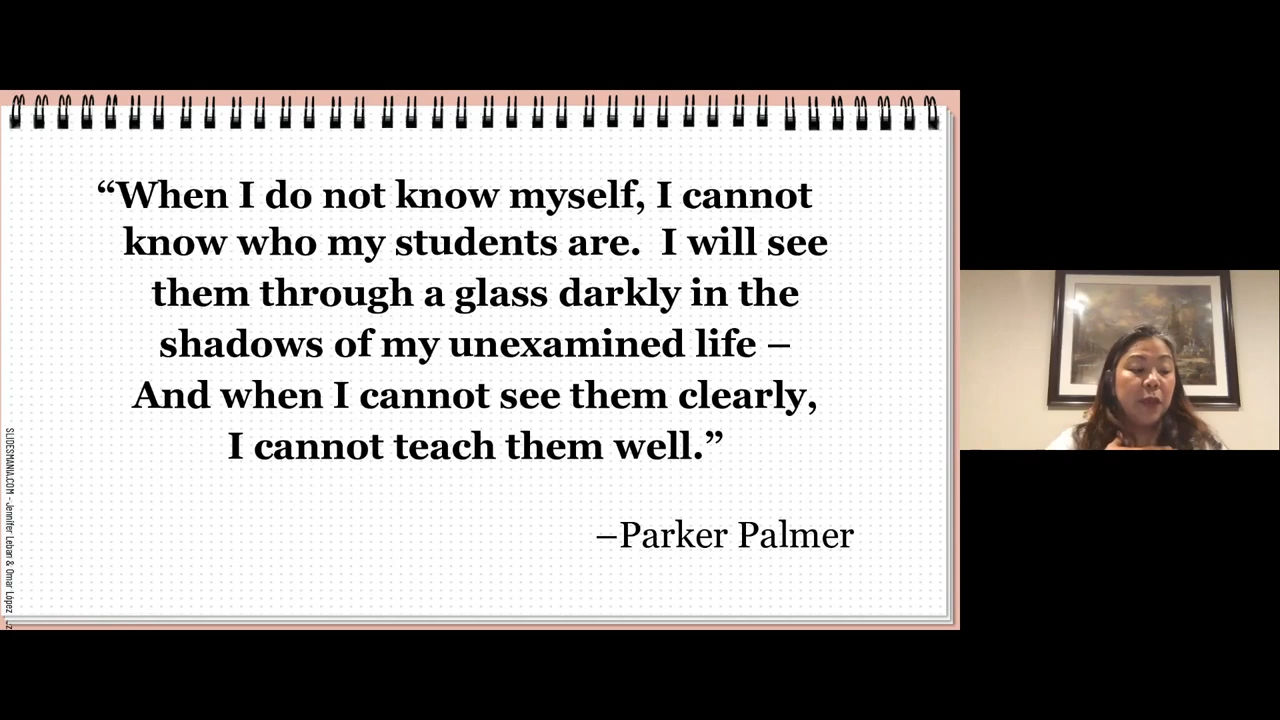 “When I do not know myself, I cannot
know who my students are.  I will see
them through a glass darkly in the
shadows of my unexamined life –
And when I cannot see them clearly,
I cannot teach them well.”
–Parker Palmer
SLIDESMANIA.COM - Jennifer Leban & Omar López